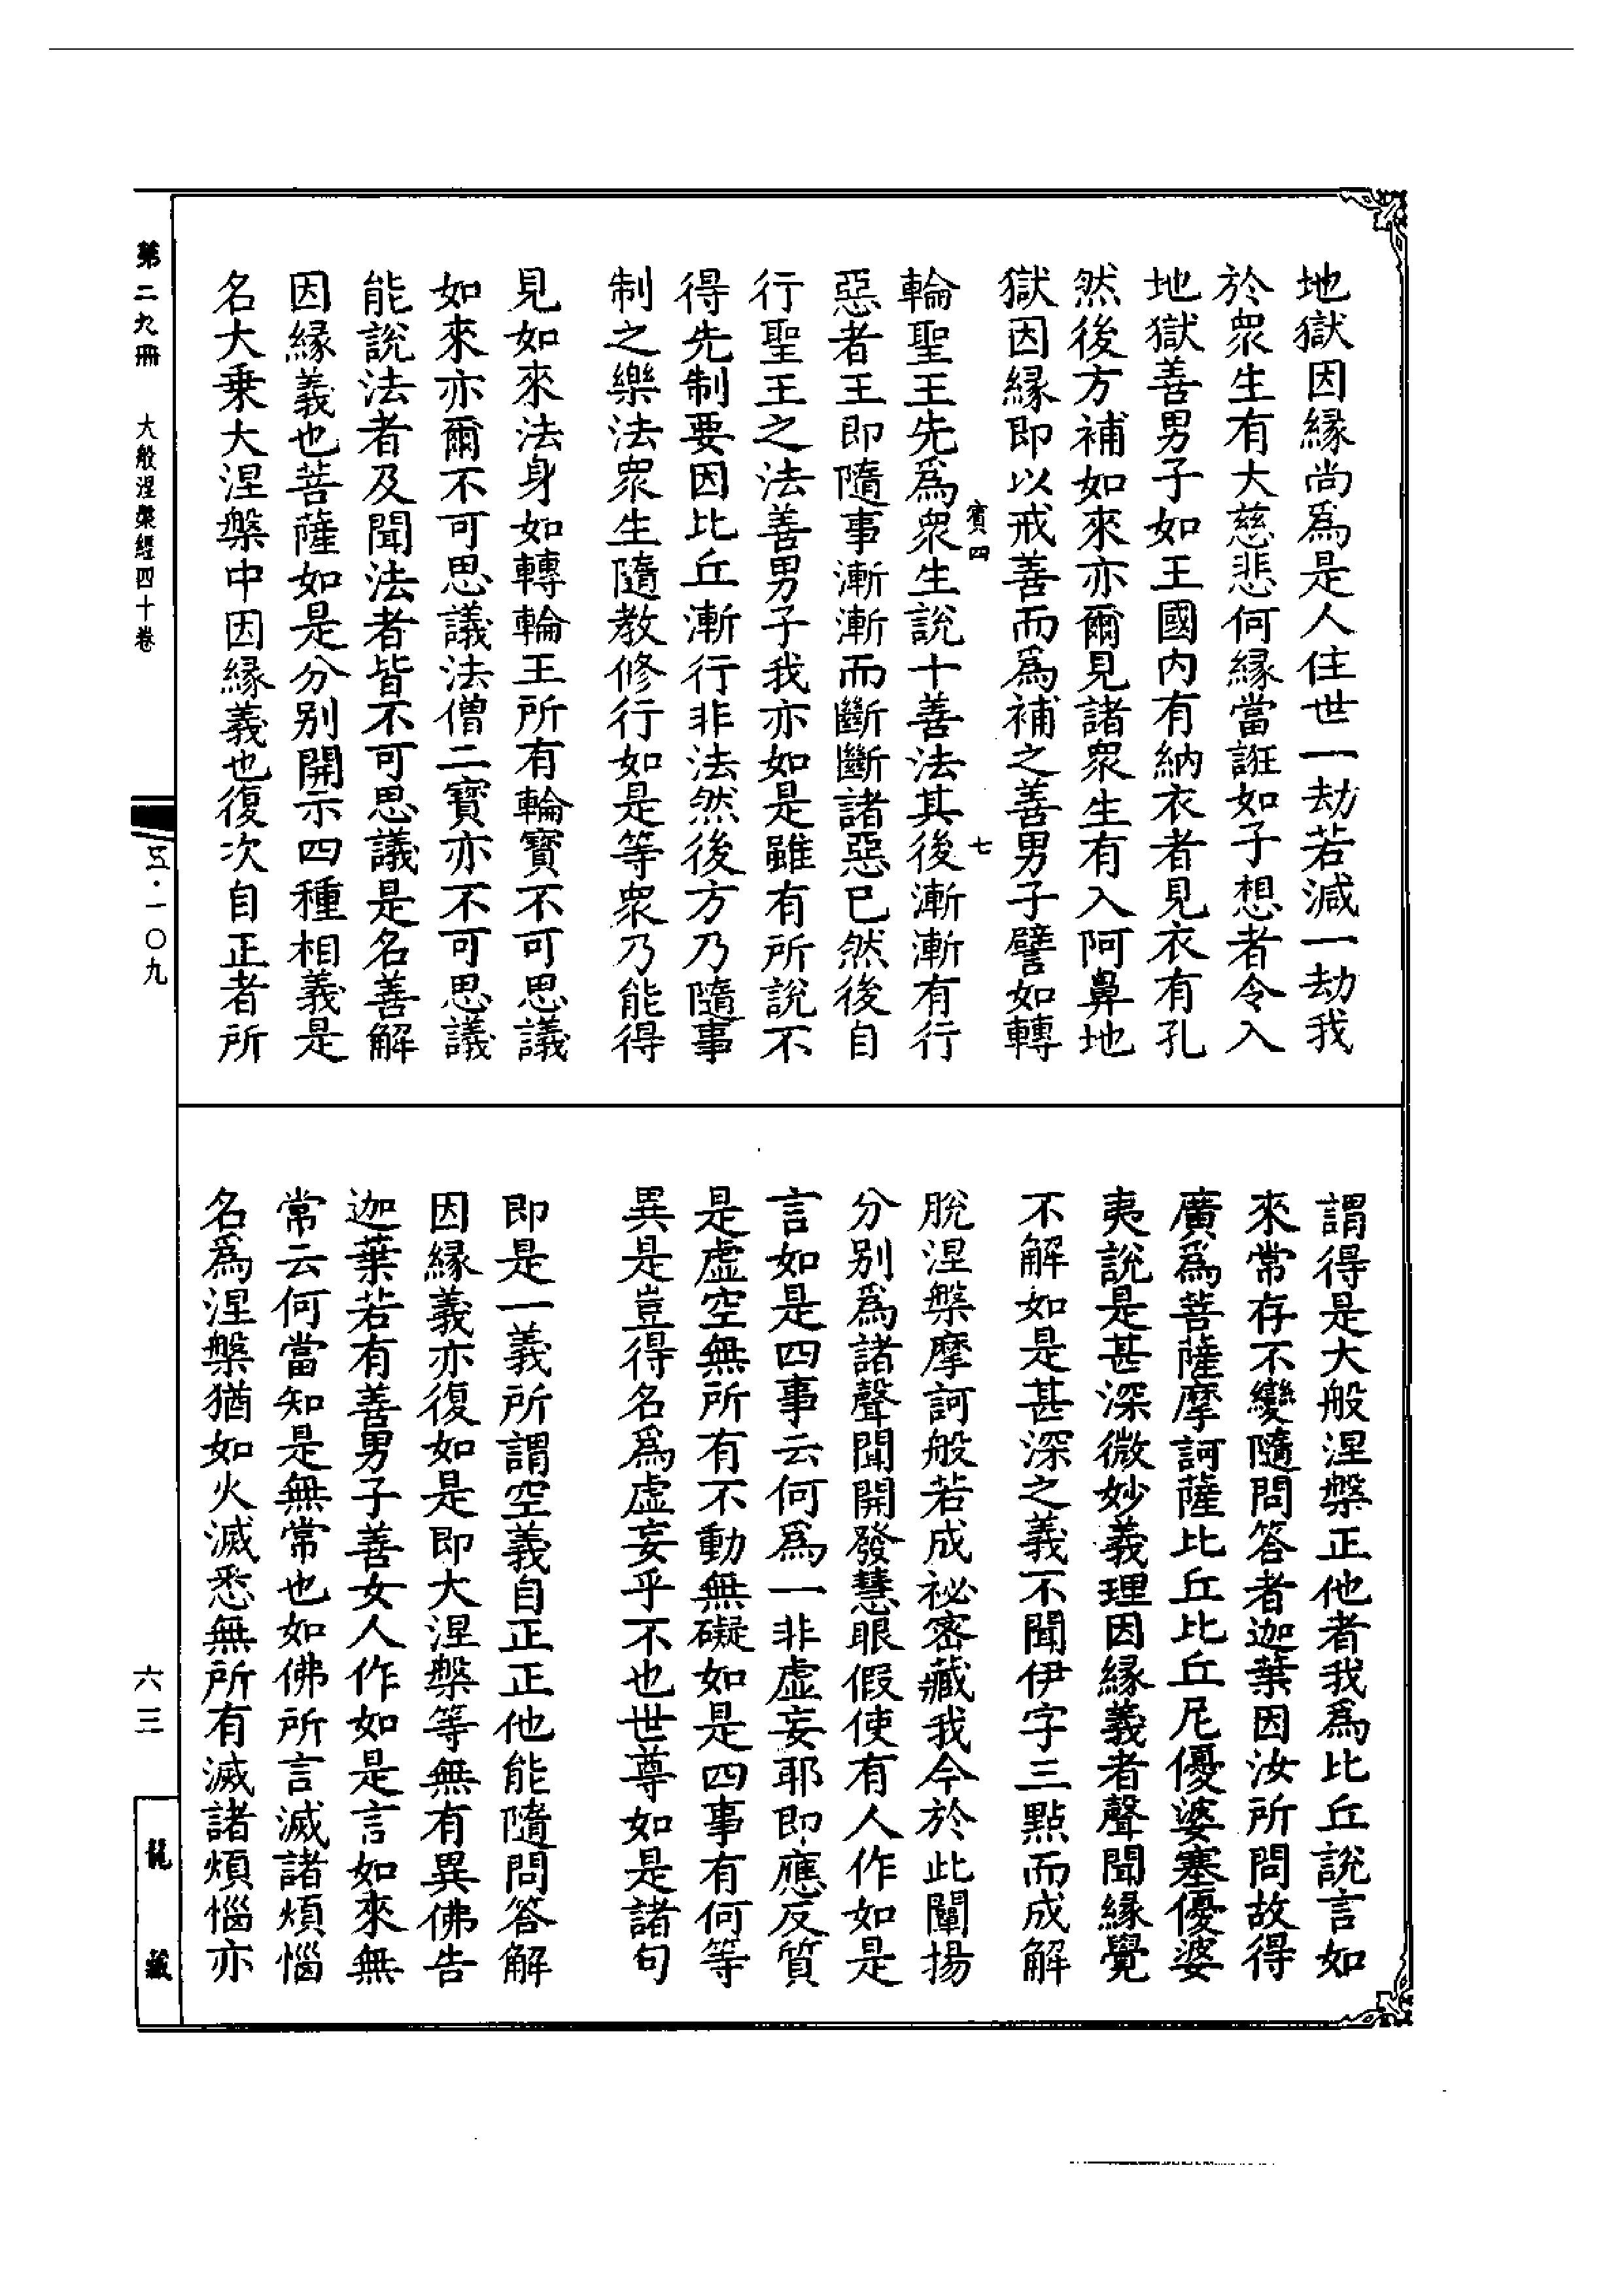 地獄因緣尚爲是人住世一劫若減一劫我
於衆生有大慈悲何緣當誑如子想者令入
地獄善男子如王國內有納衣者見衣有孔
然後方補如來亦爾見諸衆生有入阿鼻地
獄因緣即以戒善而爲補之善男子譬如轉
賓四 七
輪聖王先爲衆生說十善法其後漸漸有行
惡者王即隨事漸漸而斷斷諸惡已然後自
行聖王之法善男子我亦如是雖有所說不
得先制要因比丘漸行非法然後方乃隨事
制之樂法衆生隨教修行如是等衆乃能得
見如來法身如轉輪王所有輪寶不可思議
如來亦爾不可思議法僧二寶亦不可思議
能說法者及聞法者皆不可思議是名善解
因緣義也菩薩如是分別開示四種相義是
名大乗大涅槃中因緣義也復次自正者所
謂得是大般涅槃正他者我爲比丘說言如
來常存不變隨問答者迦葉因汝所問故得
廣爲菩薩摩訶薩比丘比丘尼優婆塞優婆
夷說是甚深微妙義理因緣義者聲聞緣覺
不解如是甚深之義不聞伊字三點而成解
脫涅槃摩訶般若成祕密藏我今於此闡揚
分別爲諸聲聞開發慧眼假使有人作如是
言如是四事云何爲一非虛妄耶即應反質
是虛空無所有不動無礙如是四事有何等
異是豈得名爲虛妄乎不也世尊如是諸句
即是一義所謂空義自正正他能隨問答解
因緣義亦復如是即大涅槃等無有異佛告
迦葉若有善男子善女人作如是言如來無
常云何當知是無常也如佛所言滅諸煩惱
名爲涅槃猶如火滅悉無所有滅諸煩惱亦
第二九冊 大般涅槃經四十卷
五·一〇九
六三
龍藏